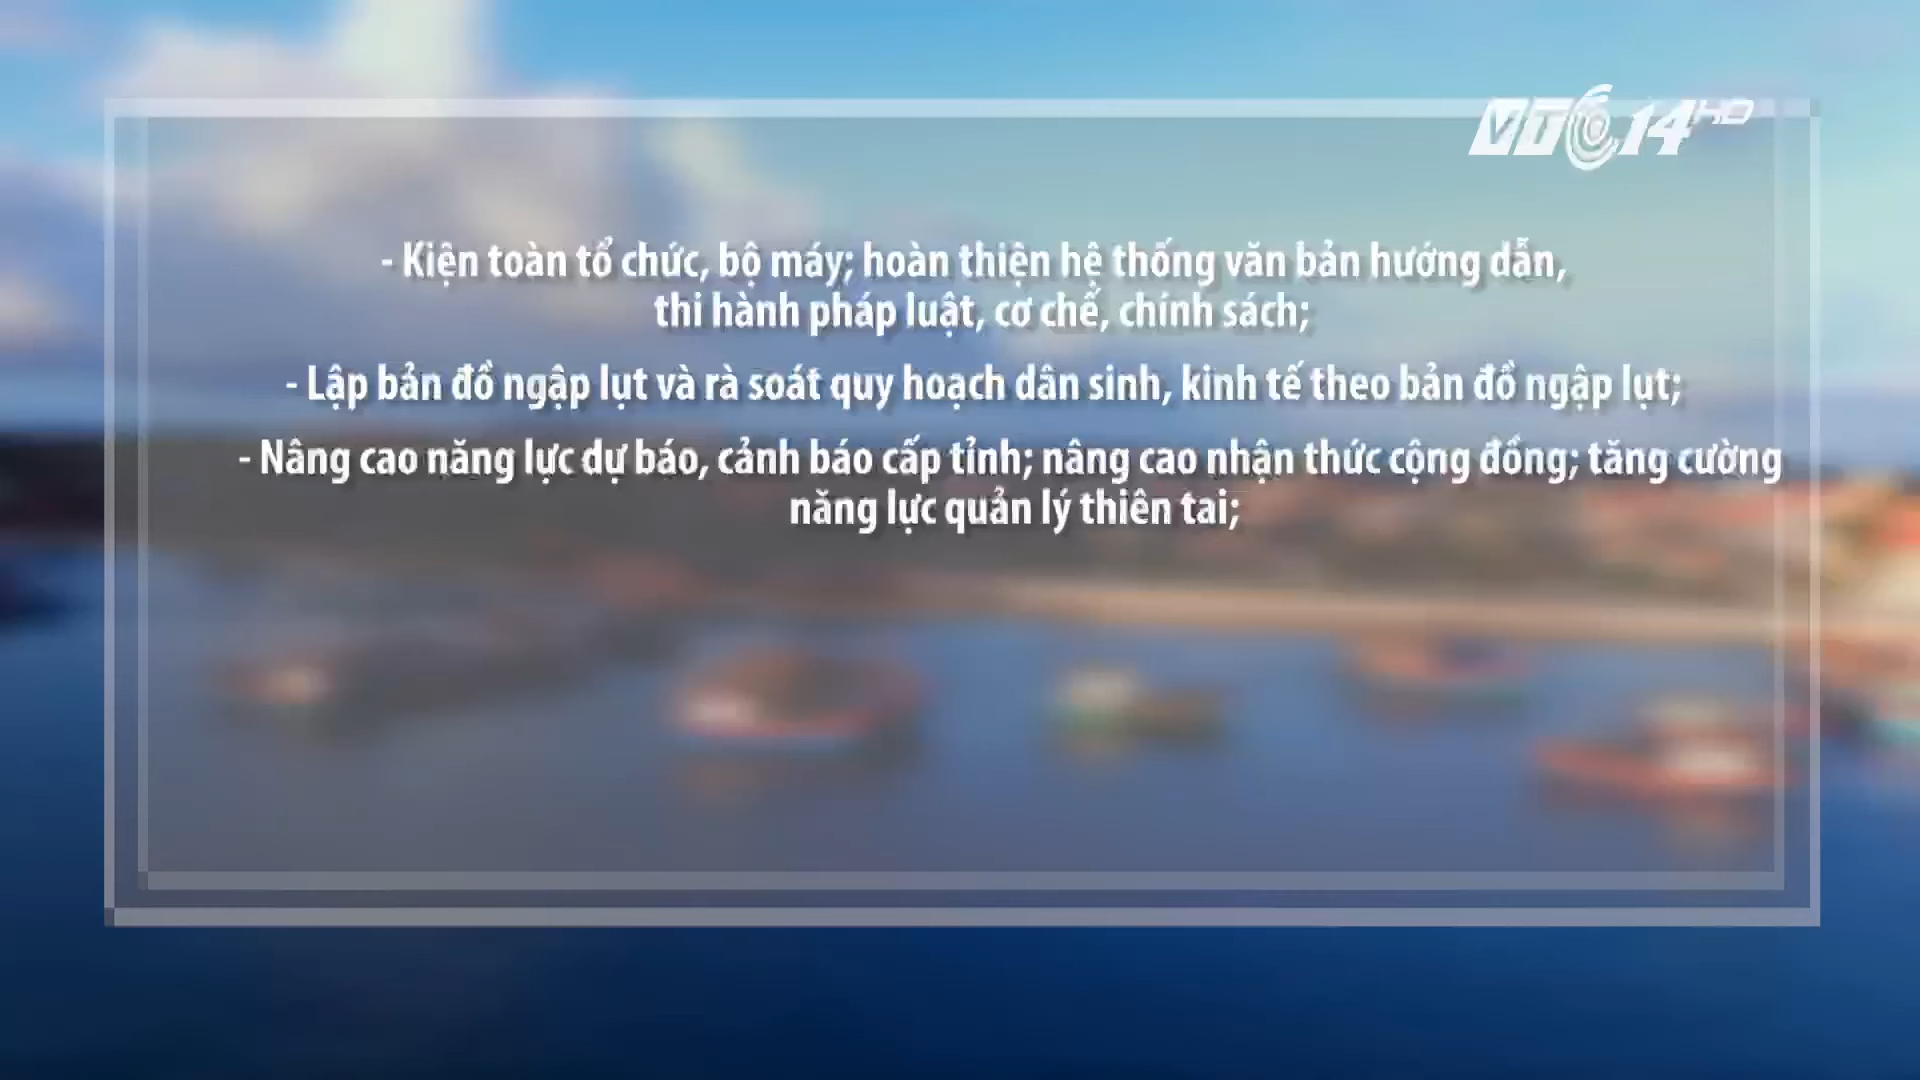 VTC14HD
- Kiện toàn tổ chức, bộ máy; hoàn thiện hệ thống văn bản hướng dẫn,
thi hành pháp luật, cơ chế, chính sách;
- Lập bản đồ ngập lụt và rà soát quy hoạch dân sinh, kinh tế theo bản đồ ngập lụt;
- Nâng cao năng lực dự báo, cảnh báo cấp tỉnh; nâng cao nhận thức cộng đồng; tăng cường
năng lực quản lý thiên tai;